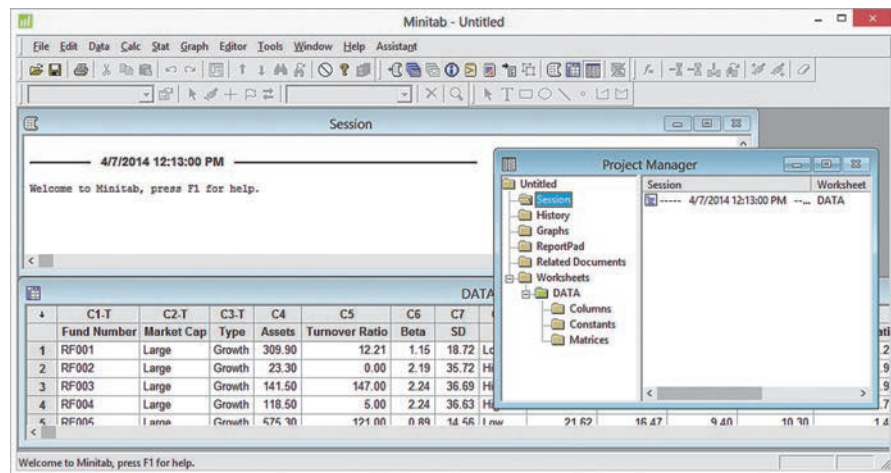 Minitab - Untitled
File Edit Data Calc Stat Graph Editor Tools Window Help Assistant
Session
4/7/2014 12:13:00 PM
Welcome to Minitab, press F1 for help.
Project Manager
Untitled
Session
History
Graphs
ReportPad
Related Documents
Worksheets
DATA
Columns
Constants
Matrices
Session Worksheet
----- 4/7/2014 12:13:00 PM --... DATA
DATA
C1-T C2-T C3-T C4 C5 C6 C7
Fund Number Market Cap Type Assets Turnover Ratio Beta SD
1 RF001 Large Growth 309.90 12.21 1.15 18.72
2 RF002 Large Growth 23.30 0.00 2.19 35.72
3 RF003 Large Growth 141.50 147.00 2.24 36.69
4 RF004 Large Growth 118.50 5.00 2.24 36.63
5 RF005 Large Growth 575.30 121.00 0.89 14.56 Low 21.62 16.47 9.40 10.30
Welcome to Minitab, press F1 for help.